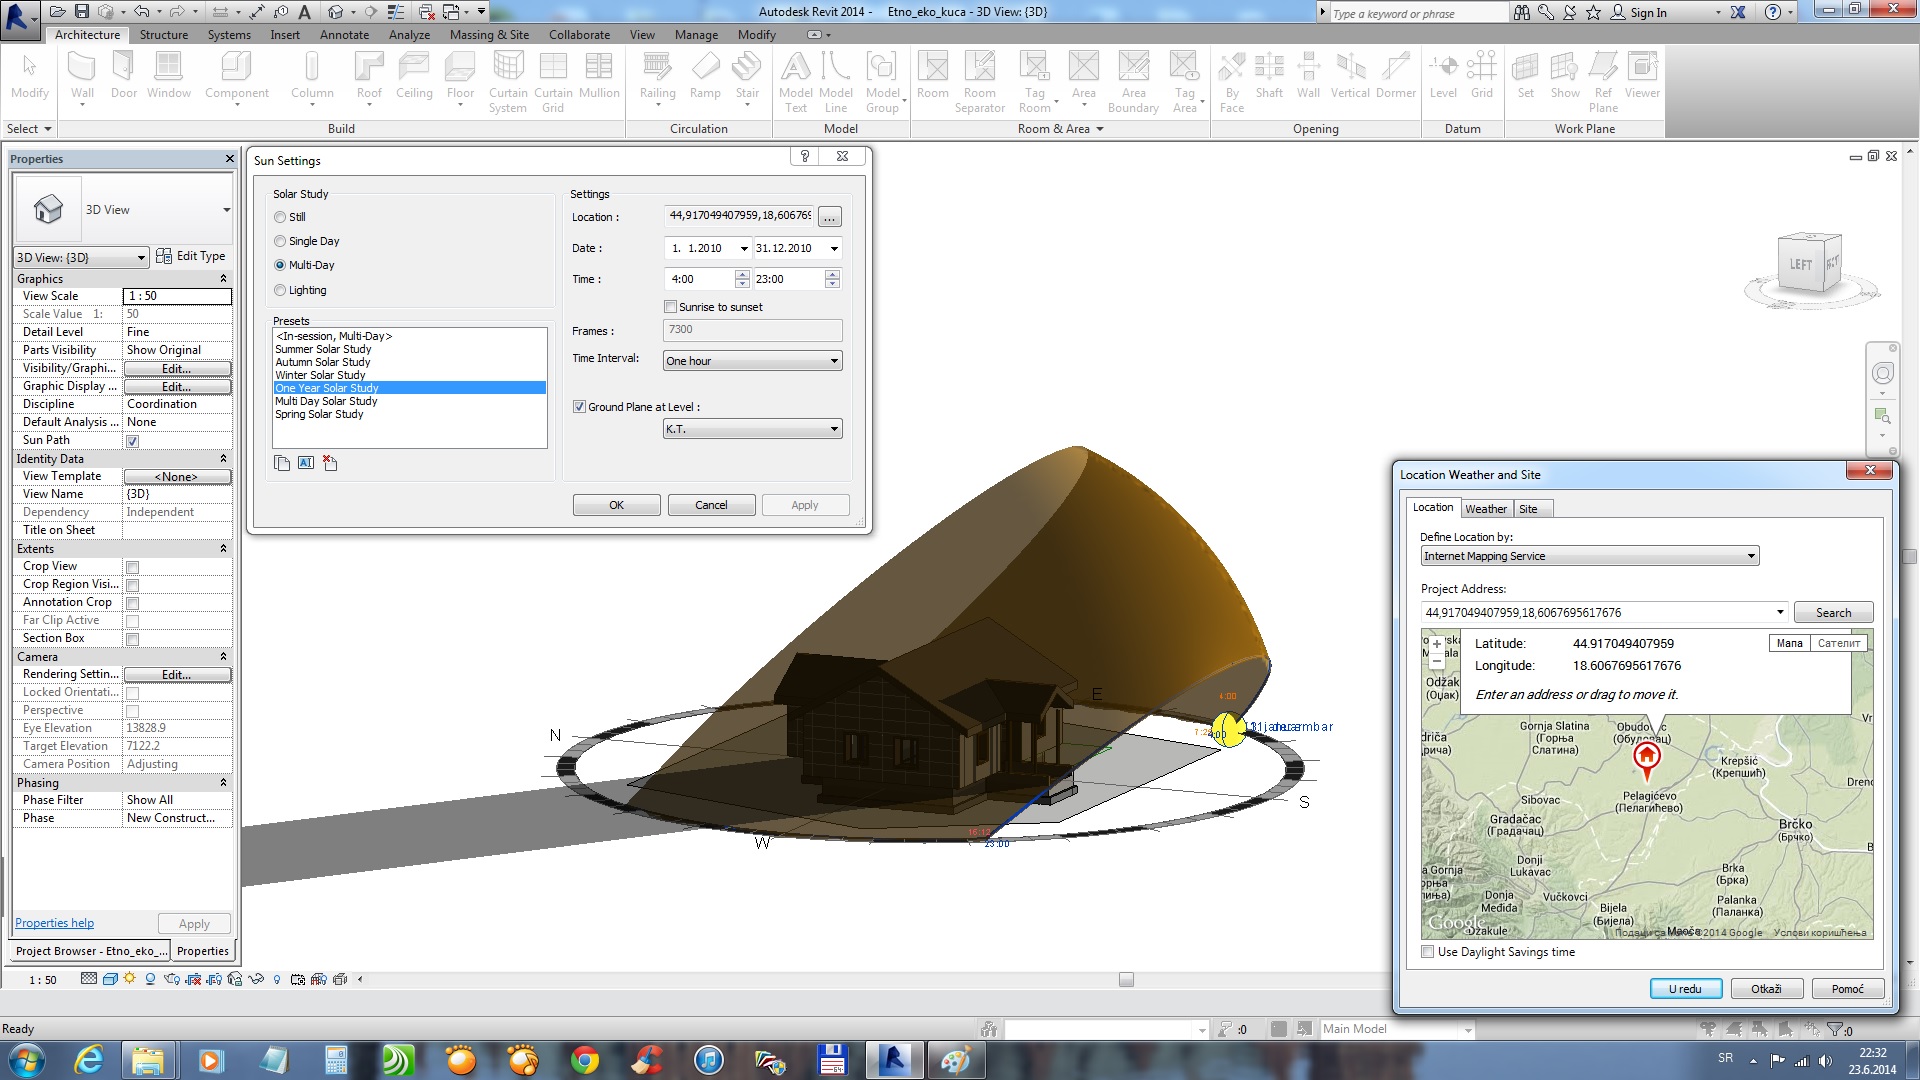 Autodesk Revit 2014 - Etno_eko_kuca - 3D View: {3D}
Type a keyword or phrase
Sign In
Architecture Structure Systems Insert Annotate Analyze Massing & Site Collaborate View Manage Modify
Modify Wall Door Window Component Column Roof Ceiling Floor Curtain System Curtain Grid Mullion Railing Ramp Stair Model Text Model Line Model Group Room Room Separator Tag Room Area Area Boundary Tag Area By Face Shaft Wall Vertical Dormer Level Grid Set Show Ref Plane Viewer
Select Build Circulation Model Room & Area Opening Datum Work Plane
Properties
3D View
3D View: {3D} Edit Type
Graphics
View Scale 1 : 50
Scale Value 1: 50
Detail Level Fine
Parts Visibility Show Original
Visibility/Graphi... Edit...
Graphic Display ... Edit...
Discipline Coordination
Default Analysis ... None
Sun Path
Identity Data
View Template <None>
View Name {3D}
Dependency Independent
Title on Sheet
Extents
Crop View
Crop Region Visi...
Annotation Crop
Far Clip Active
Section Box
Camera
Rendering Settin... Edit...
Locked Orientati...
Perspective
Eye Elevation 13828.9
Target Elevation 7122.2
Camera Position Adjusting
Phasing
Phase Filter Show All
Phase New Construct...
Properties help Apply
Project Browser - Etno_eko_... Properties
Sun Settings
Solar Study
Still
Single Day
Multi-Day
Lighting
Presets
<In-session, Multi-Day>
Summer Solar Study
Autumn Solar Study
Winter Solar Study
One Year Solar Study
Multi Day Solar Study
Spring Solar Study
Settings
Location : 44,917049407959,18,606769 ...
Date : 1. 1.2010 31.12.2010
Time : 4:00 23:00
Sunrise to sunset
Frames : 7300
Time Interval: One hour
Ground Plane at Level :
K.T.
OK Cancel Apply
LEFT
N
E
S
W
4:00
16:12
23:00
Location Weather and Site
Location Weather Site
Define Location by:
Internet Mapping Service
Project Address:
44,917049407959,18,6067695617676 Search
Latitude: 44.917049407959
Longitude: 18.6067695617676
Enter an address or drag to move it.
Мапа Сателит
Odžak
(Оџак)
Gornja Slatina
(Горња
Слатина)
Obudovac
(Обудовац)
Krepšić
(Крепшић)
Sibovac
Pelagićevo
(Пелагићево)
Gradačac
(Градачац)
Brčko
(Брчко)
Donji
Lukavac
Brka
(Брка)
Donja
Međiđa
Vučkovci
Bijela
(Бијела)
Palanka
(Паланка)
Google
©2014 Google Услови коришћења
Use Daylight Savings time
U redu Otkaži Pomoć
1 : 50
Ready
:0
Main Model
:0
SR
22:32
23.6.2014